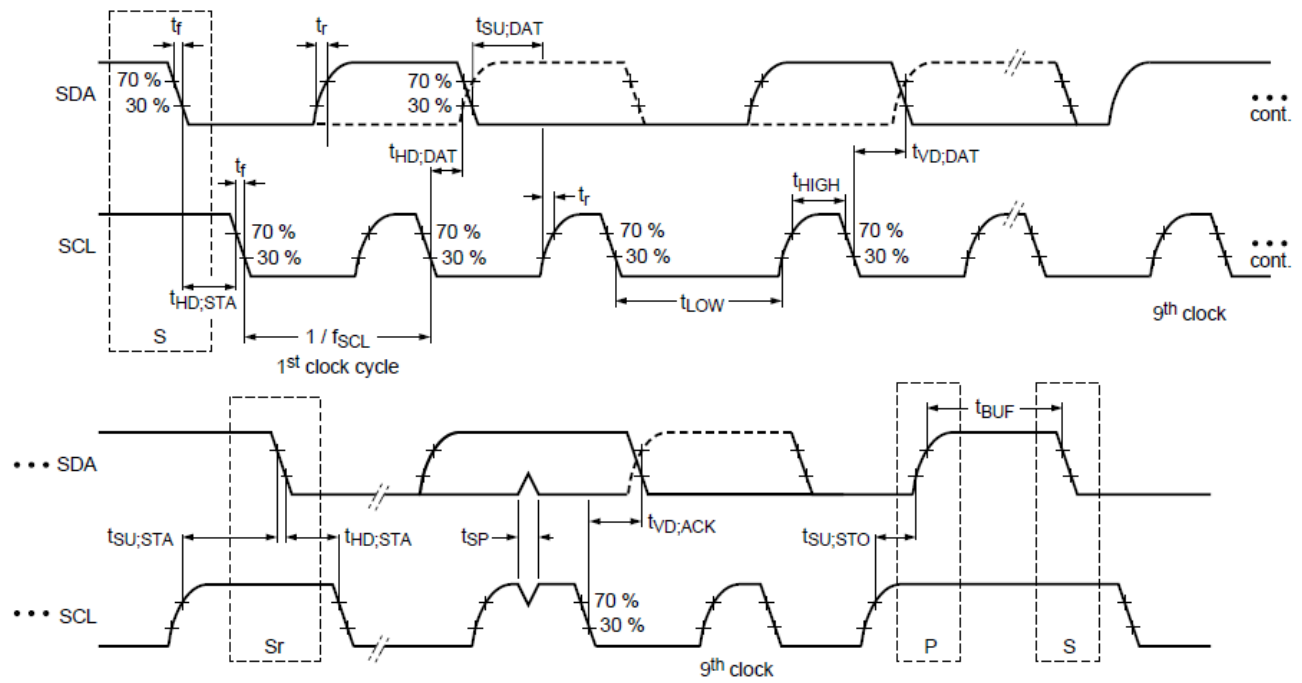 tf
tr
tSU;DAT
70 %
30 %
SDA
70 %
30 %
••• cont.
tHD;DAT
tVD;DAT
tf
tr
tHIGH
70 %
30 %
SCL
70 %
30 %
70 %
30 %
70 %
30 %
••• cont.
tHD;STA
tLOW
9th clock
S
1 / fSCL
1st clock cycle
tBUF
••• SDA
tSU;STA
tHD;STA
tSP
tVD;ACK
tSU;STO
••• SCL
70 %
30 %
Sr
P
S
9th clock